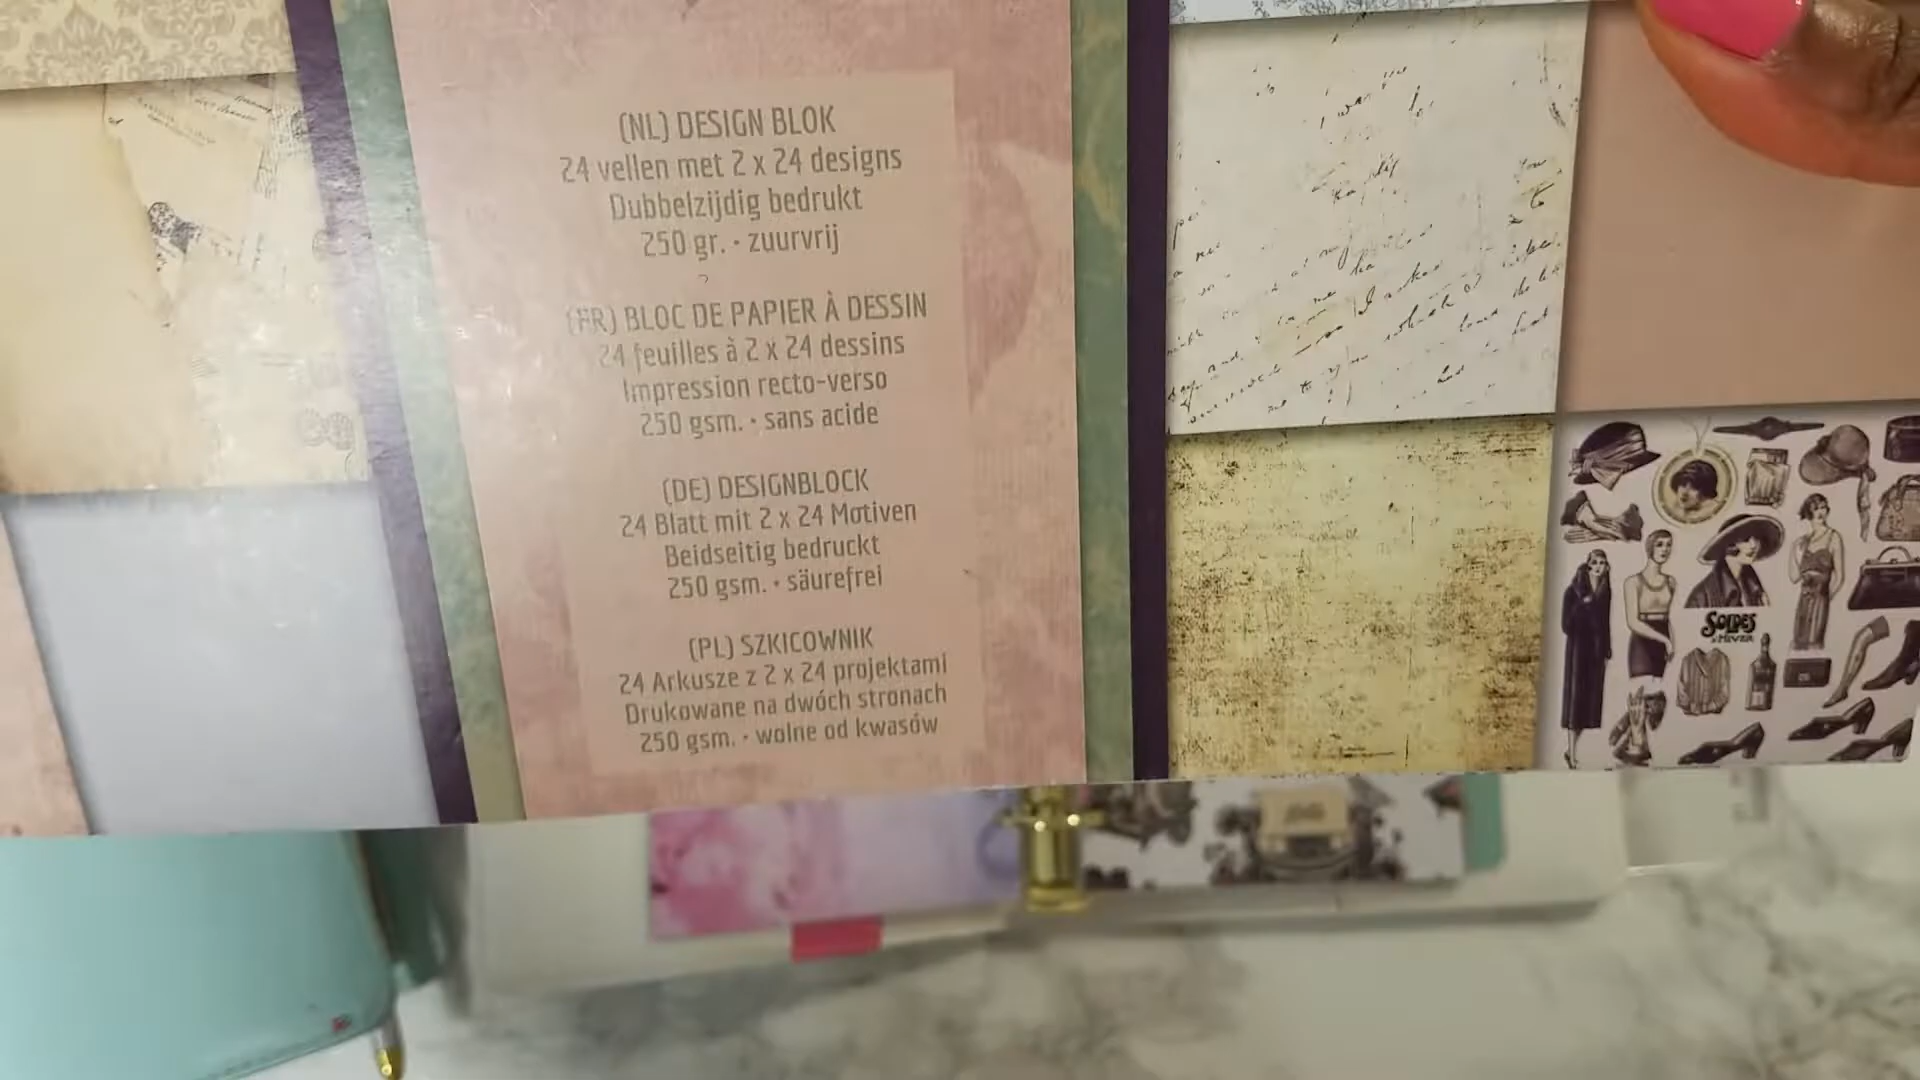 (NL) DESIGN BLOK
24 vellen met 2 x 24 designs
Dubbelzijdig bedrukt
250 gr. • zuurvrij
(FR) BLOC DE PAPIER À DESSIN
24 feuilles à 2 x 24 dessins
Impression recto-verso
250 gsm. • sans acide
(DE) DESIGNBLOCK
24 Blatt mit 2 x 24 Motiven
Beidseitig bedruckt
250 gsm. • säurefrei
(PL) SZKICOWNIK
24 Arkusze z 2 x 24 projektami
Drukowane na dwóch stronach
250 gsm. • wolne od kwasów